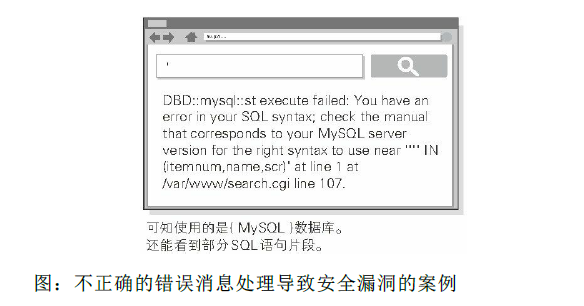 '
DBD::mysql::st execute failed: You have an
error in your SQL syntax; check the manual
that corresponds to your MySQL server
version for the right syntax to use near '''' IN
(itemnum,name,scr)' at line 1 at
/var/www/search.cgi line 107.
可知使用的是{ MySQL }数据库。
还能看到部分SQL语句片段。
图：不正确的错误消息处理导致安全漏洞的案例